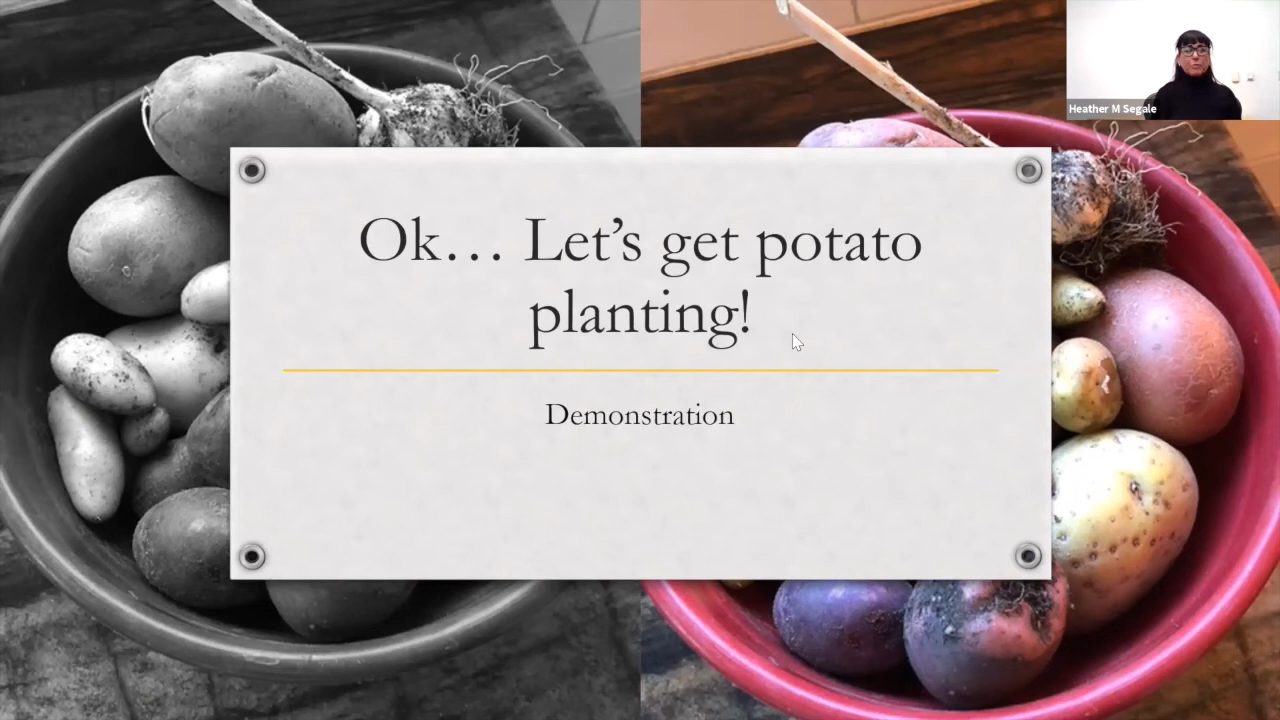 Heather M Segale
Ok… Let’s get potato
planting!
Demonstration